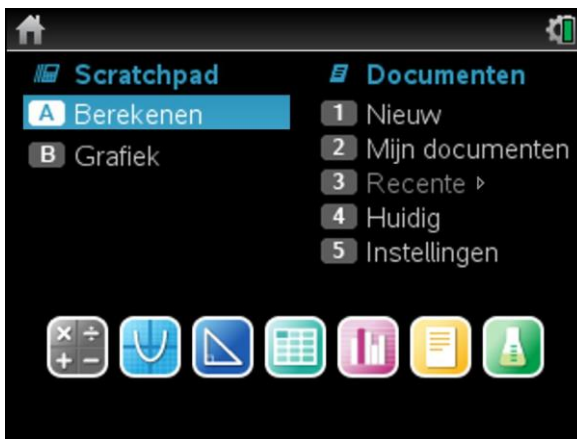 Scratchpad
A Berekenen
B Grafiek
Documenten
1 Nieuw
2 Mijn documenten
3 Recente ▹
4 Huidig
5 Instellingen